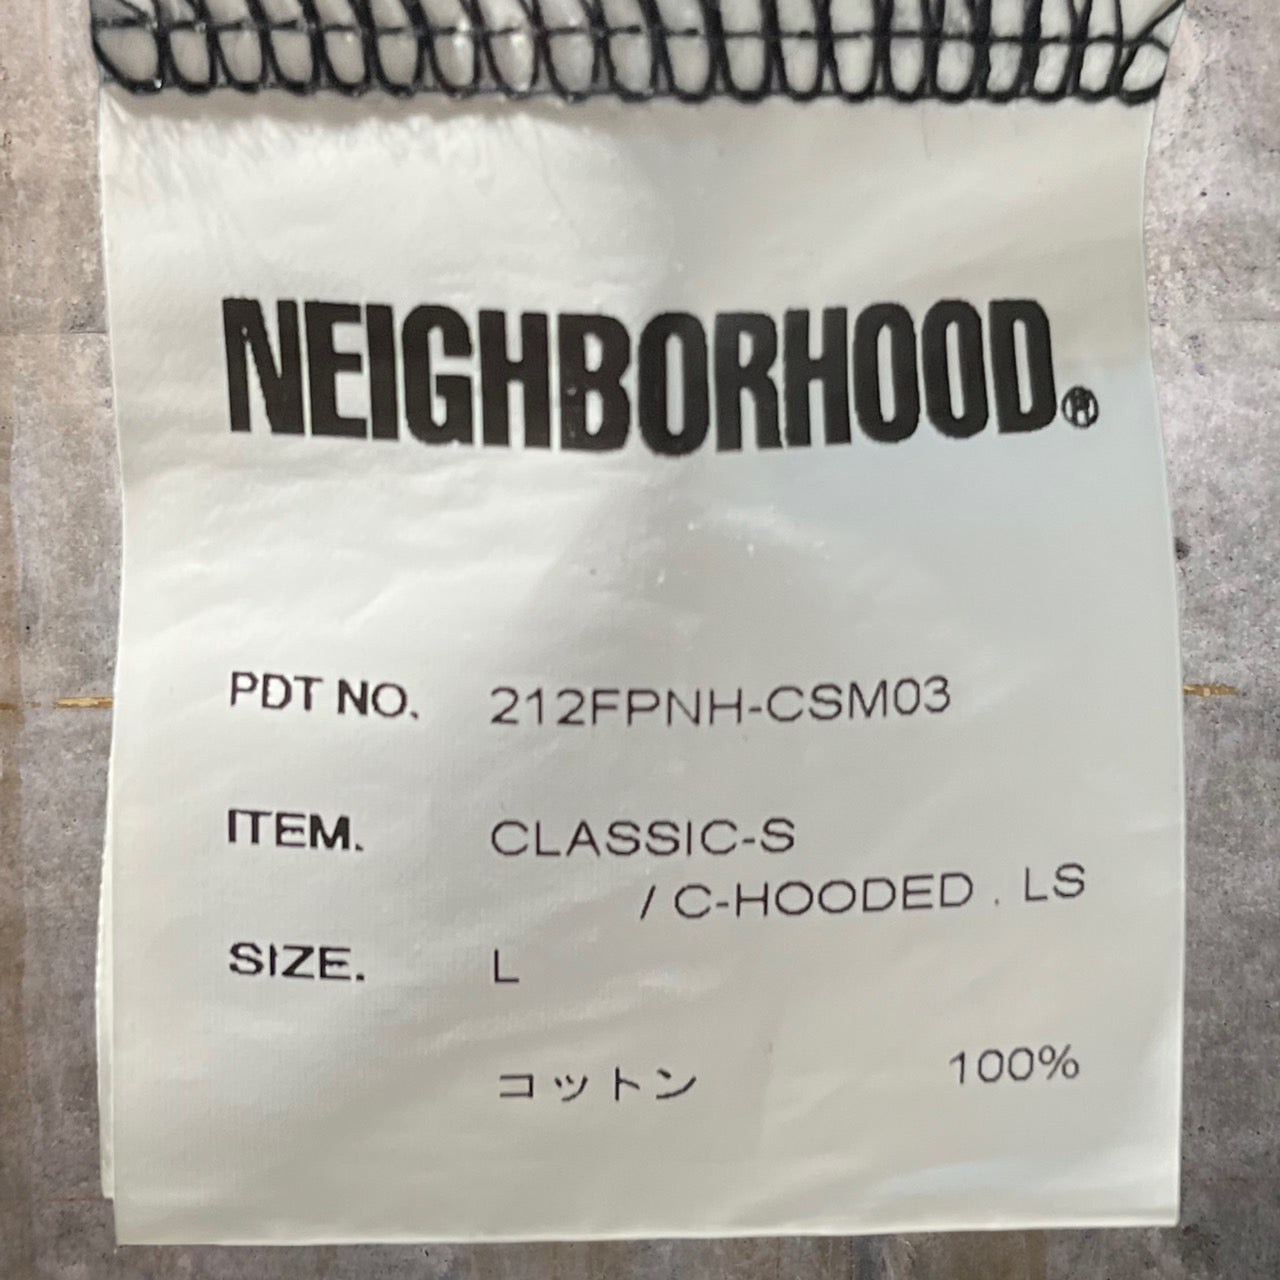 NEIGHBORHOOD®
PDT NO. 212FPNH-CSM03
ITEM. CLASSIC-S
/ C-HOODED . LS
SIZE. L
コットン 100%